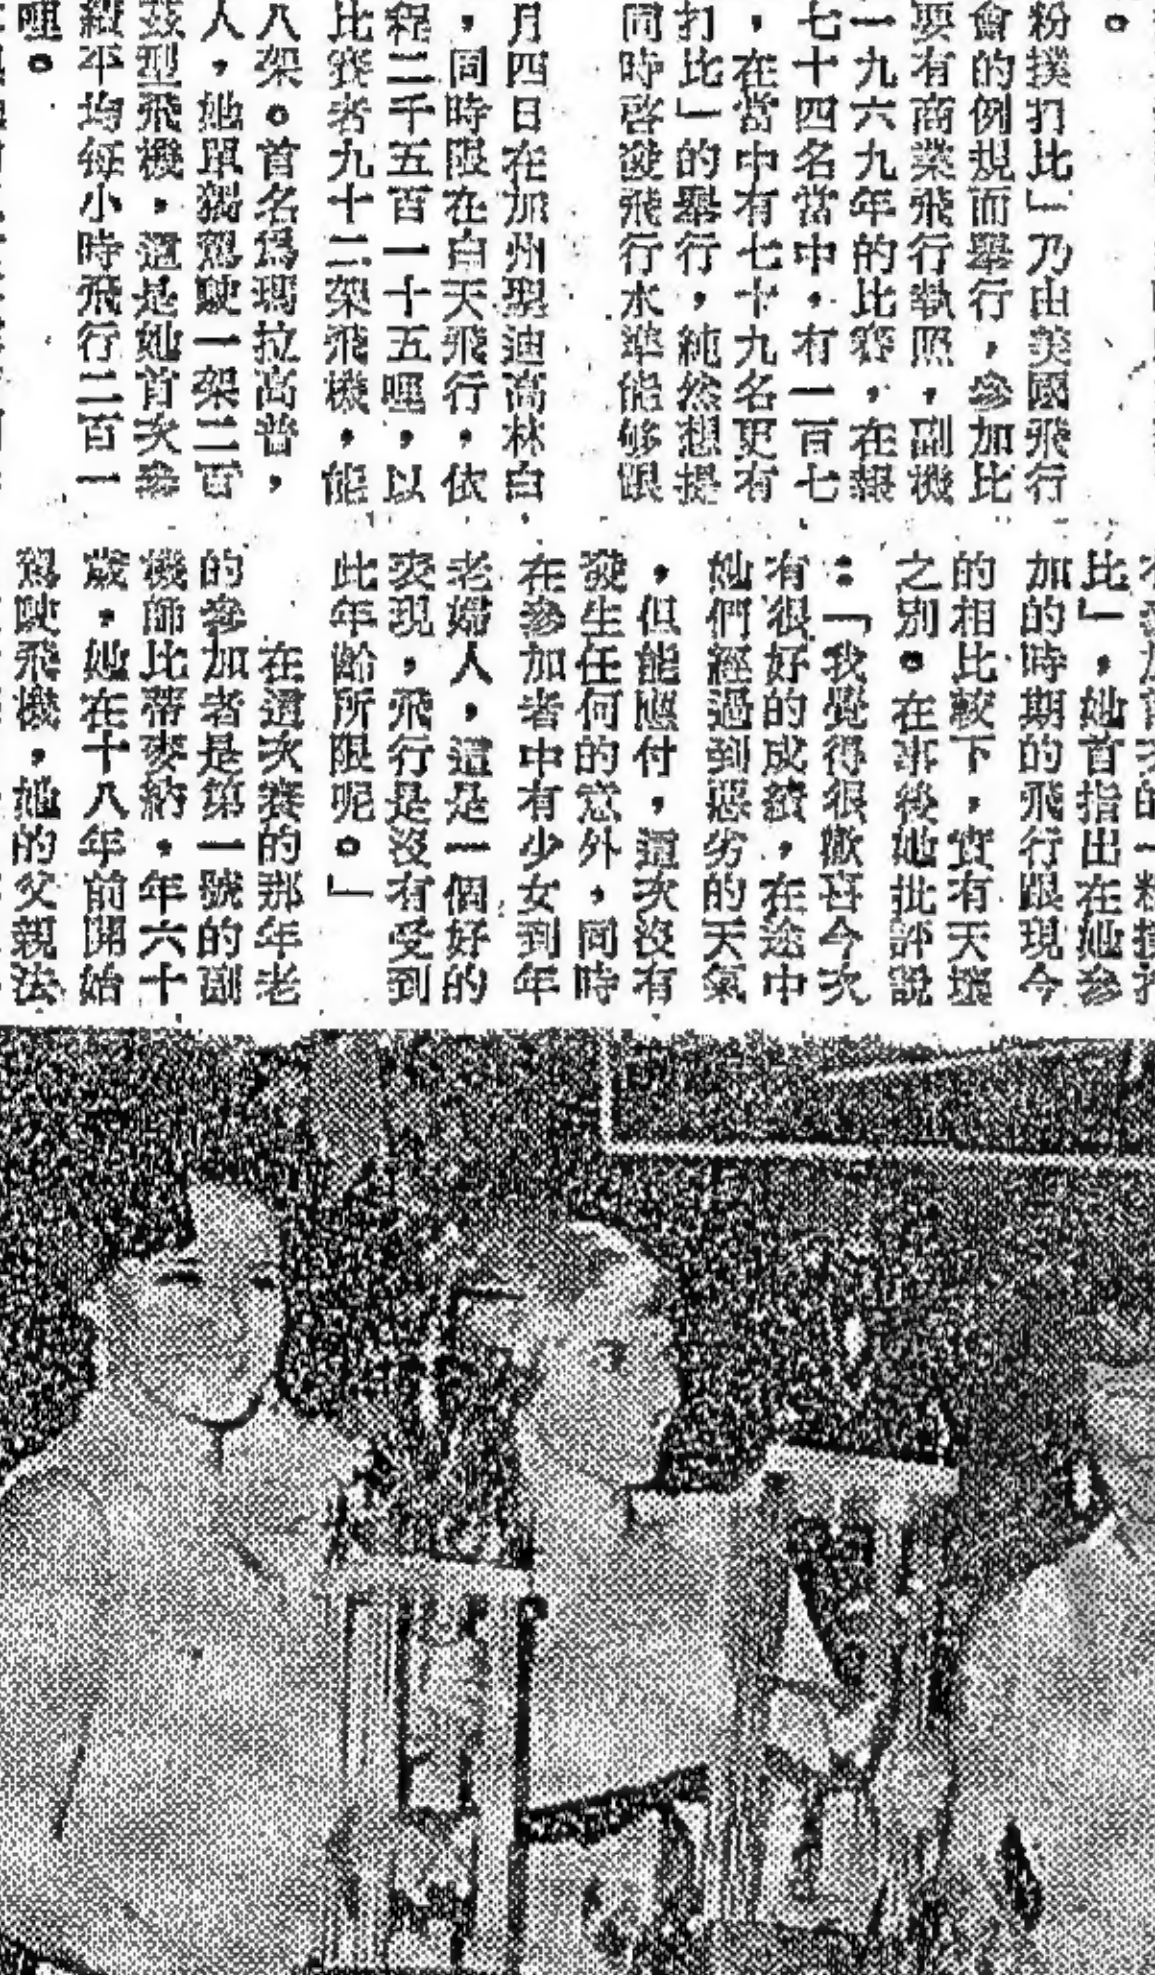 。
粉撲打比」乃由美國飛行
會的例規而舉行，參加比
要有商業飛行執照，副機
一九六九年的比賽，在報
七十四名當中，有一百七
，在當中有七十九名更有
打比」的舉行，純然想提
同時啓發飛行水準能够跟
月四日在加州聖迪高林白
，同時限在白天飛行，依
程二千五百一十五哩，以
比賽者九十二架飛機，能
八架。首名爲瑪拉高普，
人，她單獨駕駛一架二百
茲型飛機，這是她首次參
績平均每小時飛行二百一
哩。
比」，她首指出在她參
加的時期的飛行跟現今
的相比較下，實有天壤
之別。在事後她批評說
：「我覺得很歡喜今次
有很好的成績，在途中
她們經過到惡劣的天氣
，但能應付，這次沒有
發生任何的意外，同時
在參加者中有少女到年
老婦人，這是一個好的
表現，飛行是沒有受到
此年齡所限呢。」
在這次賽的那年老
的參加者是第一號的副
機師比蒂麥納，年六十
歲，她在十八年前開始
駕駛飛機，她的父親法